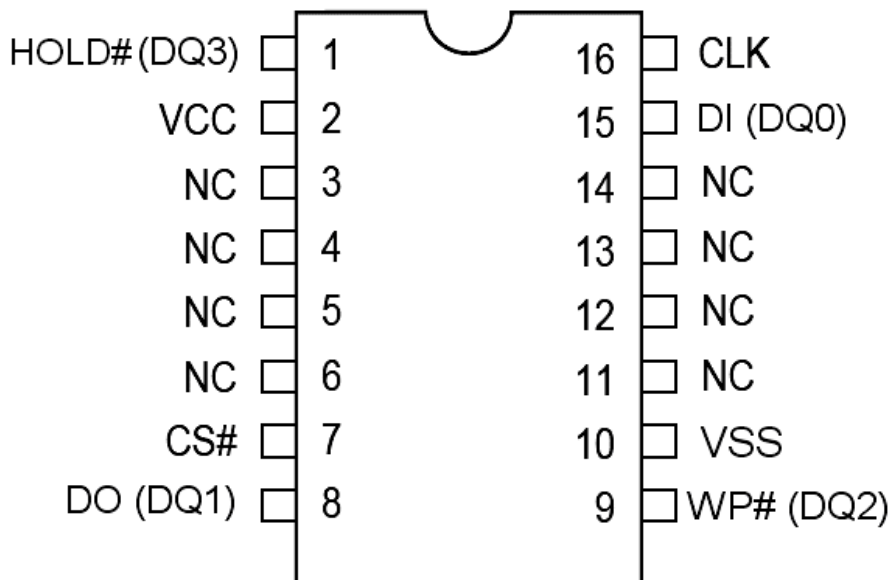 HOLD# (DQ3) 1 16 CLK
VCC 2 15 DI (DQ0)
NC 3 14 NC
NC 4 13 NC
NC 5 12 NC
NC 6 11 NC
CS# 7 10 VSS
DO (DQ1) 8 9 WP# (DQ2)